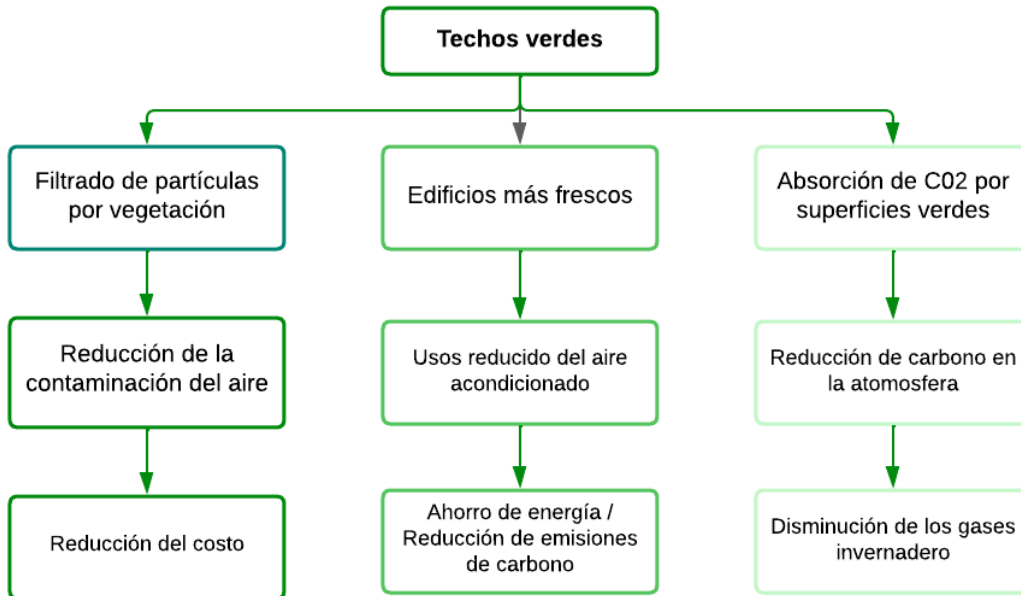 Techos verdes
Filtrado de partículas
por vegetación
Edificios más frescos
Absorción de C02 por
superficies verdes
Reducción de la
contaminación del aire
Usos reducido del aire
acondicionado
Reducción de carbono en
la atomosfera
Reducción del costo
Ahorro de energía /
Reducción de emisiones
de carbono
Disminución de los gases
invernadero